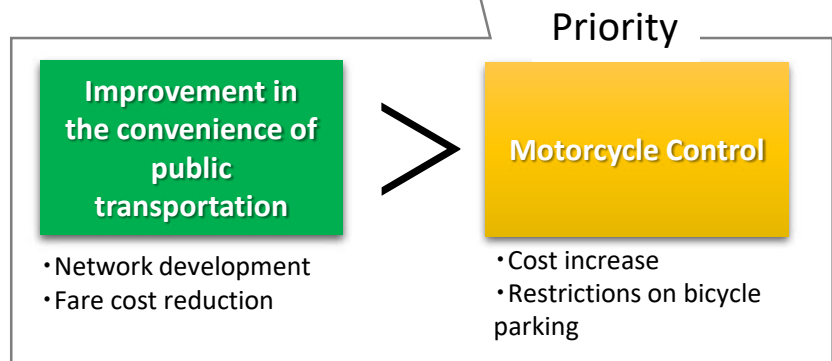 Priority
Improvement in
the convenience of
public
transportation
>
Motorcycle Control
・Network development
・Fare cost reduction
・Cost increase
・Restrictions on bicycle
parking